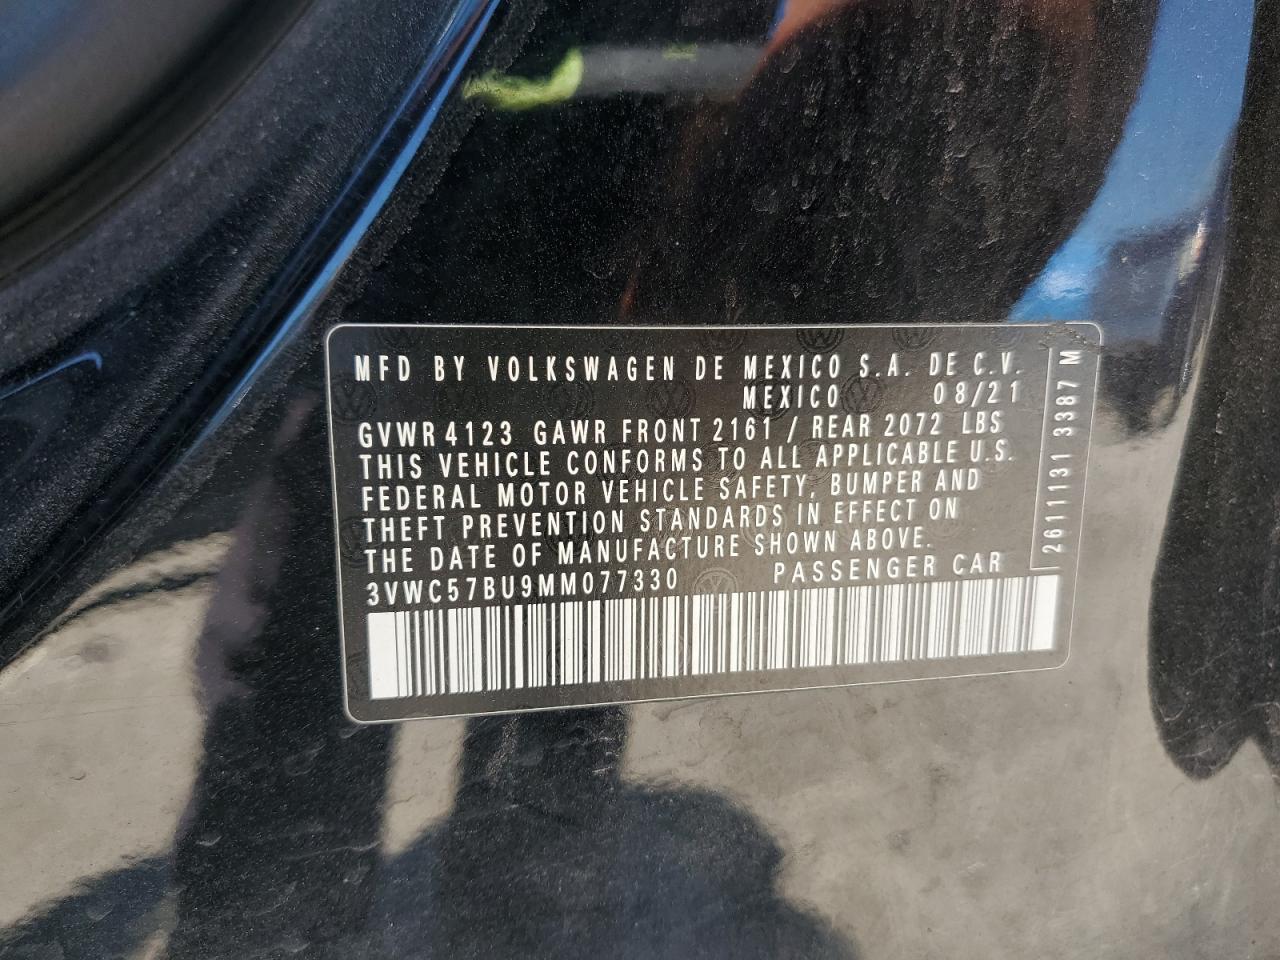 MFD BY VOLKSWAGEN DE MEXICO S.A. DE C.V.
MEXICO 08/21
GVWR 4123 GAWR FRONT 2161 / REAR 2072 LBS
THIS VEHICLE CONFORMS TO ALL APPLICABLE U.S.
FEDERAL MOTOR VEHICLE SAFETY, BUMPER AND
THEFT PREVENTION STANDARDS IN EFFECT ON
THE DATE OF MANUFACTURE SHOWN ABOVE.
3VWC57BU9MM077330 PASSENGER CAR
2611131 3387 M